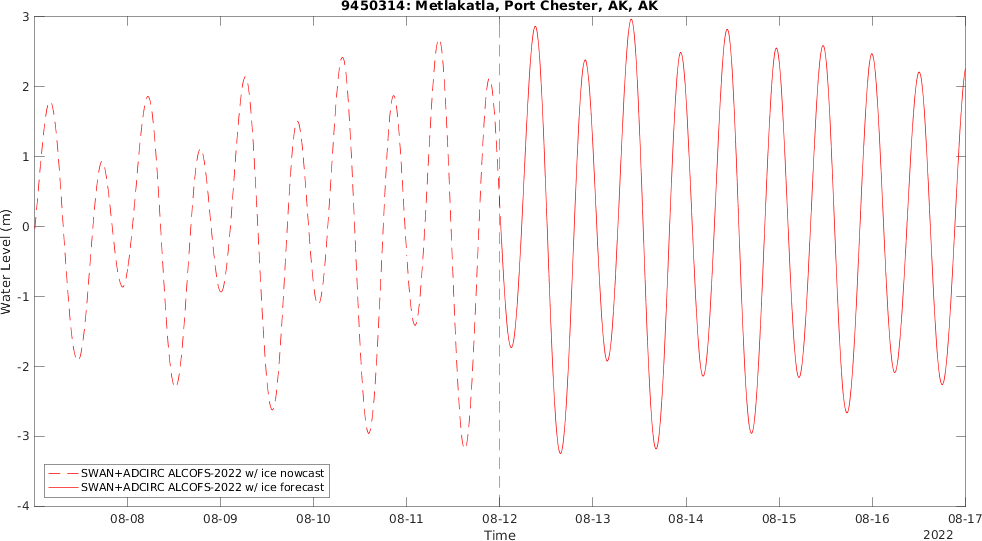 9450314: Metlakatla, Port Chester, AK, AK
3
2
1
0
-1
-2
-3
-4
Water Level (m)
SWAN+ADCIRC ALCOFS-2022 w/ ice nowcast
SWAN+ADCIRC ALCOFS-2022 w/ ice forecast
08-08 08-09 08-10 08-11 08-12 08-13 08-14 08-15 08-16 08-17
Time
2022